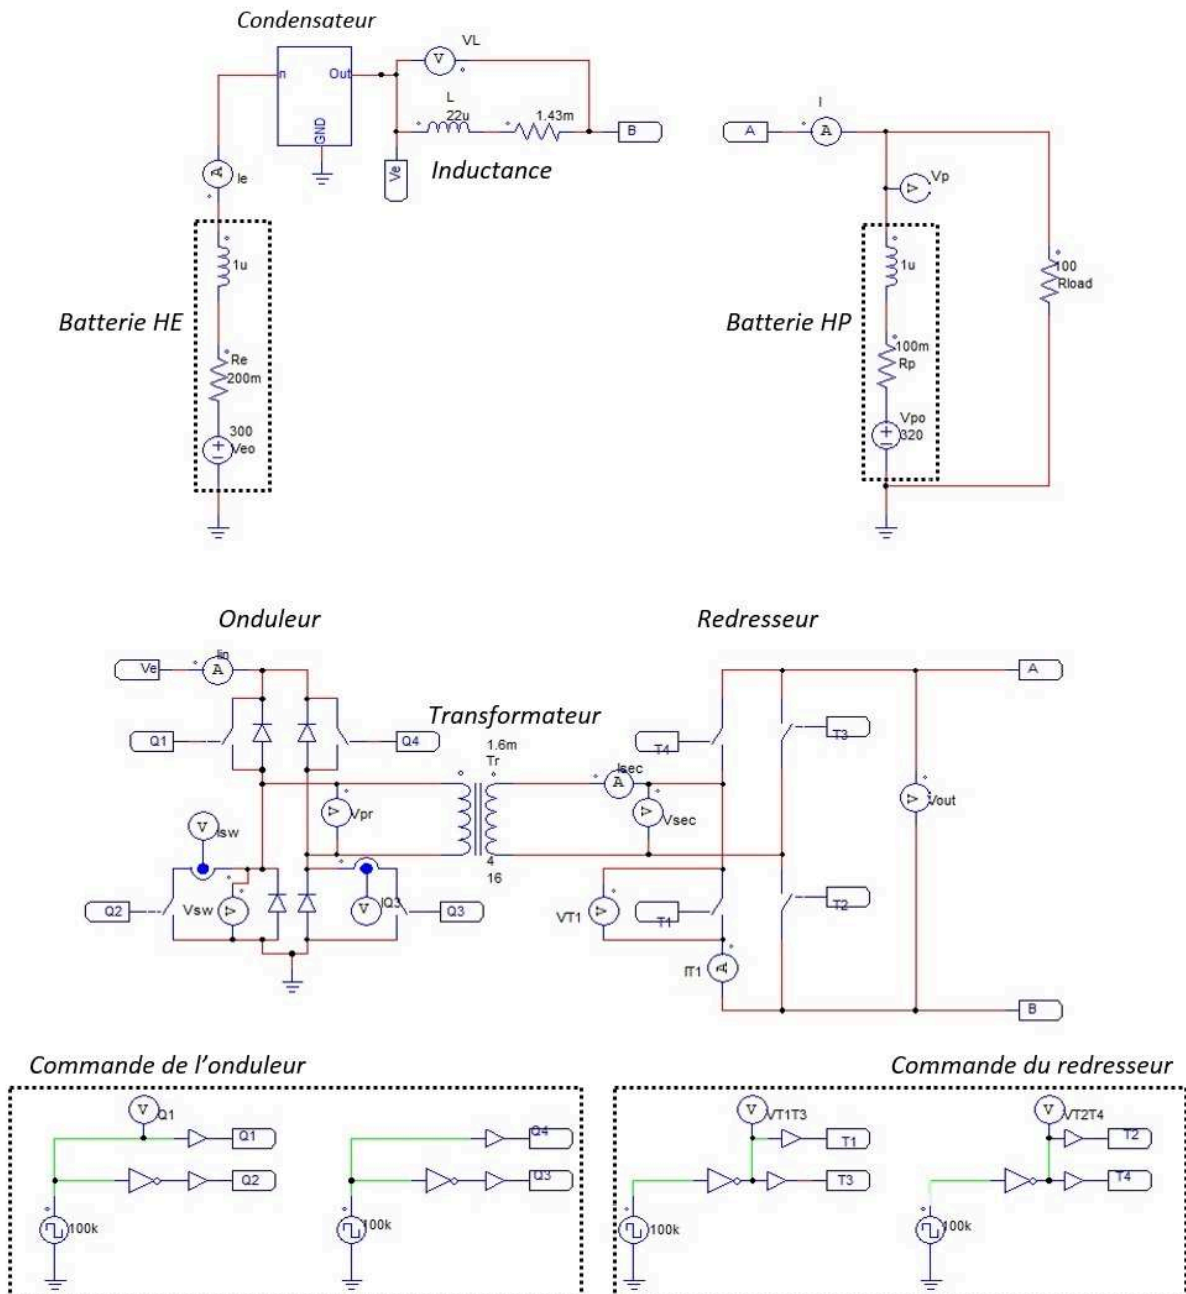 Condensateur
In
Out
GND
VL
V
L
22u
1.43m
B
Ve
Inductance
A
Ie
1u
Batterie HE
Re
200m
300
Veo
A
I
A
Vp
V
1u
Batterie HP
100m
Rp
Vpo
320
100
Rload
Onduleur
Redresseur
Ve
Iin
A
A
Q1
Q4
Transformateur
1.6m
Tr
T4
T3
Isec
A
V
Vpr
V
Vsec
V
Vout
4
16
V
Isw
Q2
Vsw
V
V
IQ3
Q3
VT1
V
T1
T2
IT1
A
B
Commande de l'onduleur
Commande du redresseur
V
Q1
Q1
Q2
100k
Q4
Q3
100k
V
VT1T3
T1
T3
100k
V
VT2T4
T2
T4
100k